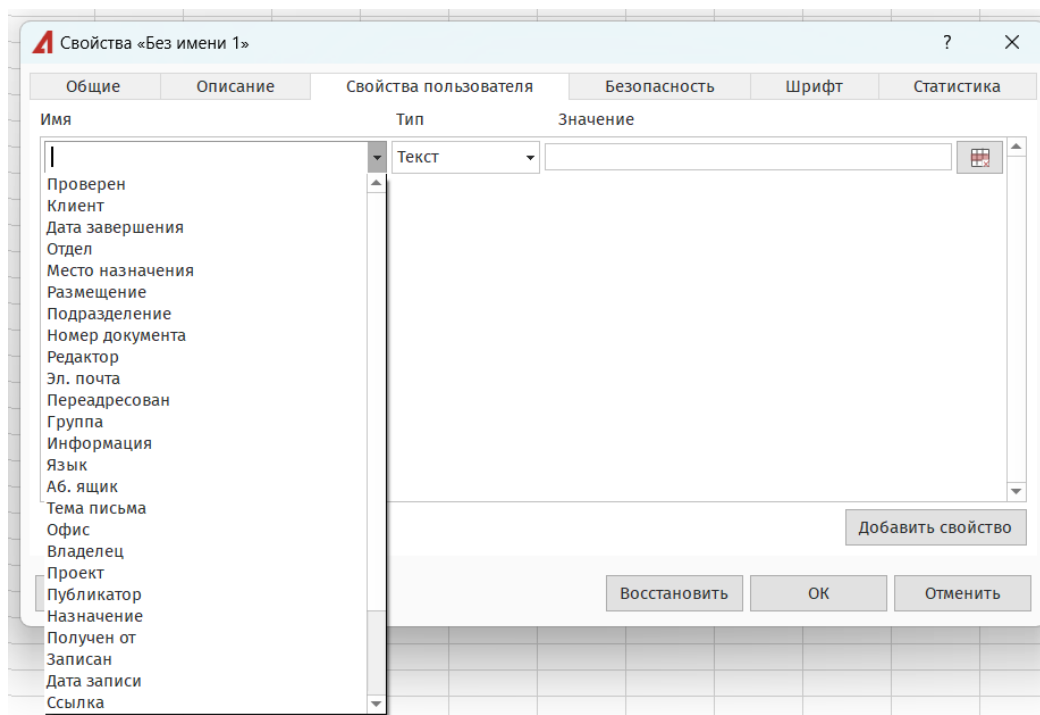 Свойства «Без имени 1»
?
Общие Описание Свойства пользователя Безопасность Шрифт Статистика
Имя Тип Значение
Текст
Проверен
Клиент
Дата завершения
Отдел
Место назначения
Размещение
Подразделение
Номер документа
Редактор
Эл. почта
Переадресован
Группа
Информация
Язык
Аб. ящик
Тема письма
Офис
Владелец
Проект
Публикатор
Назначение
Получен от
Записан
Дата записи
Ссылка
Добавить свойство
Восстановить ОК Отменить